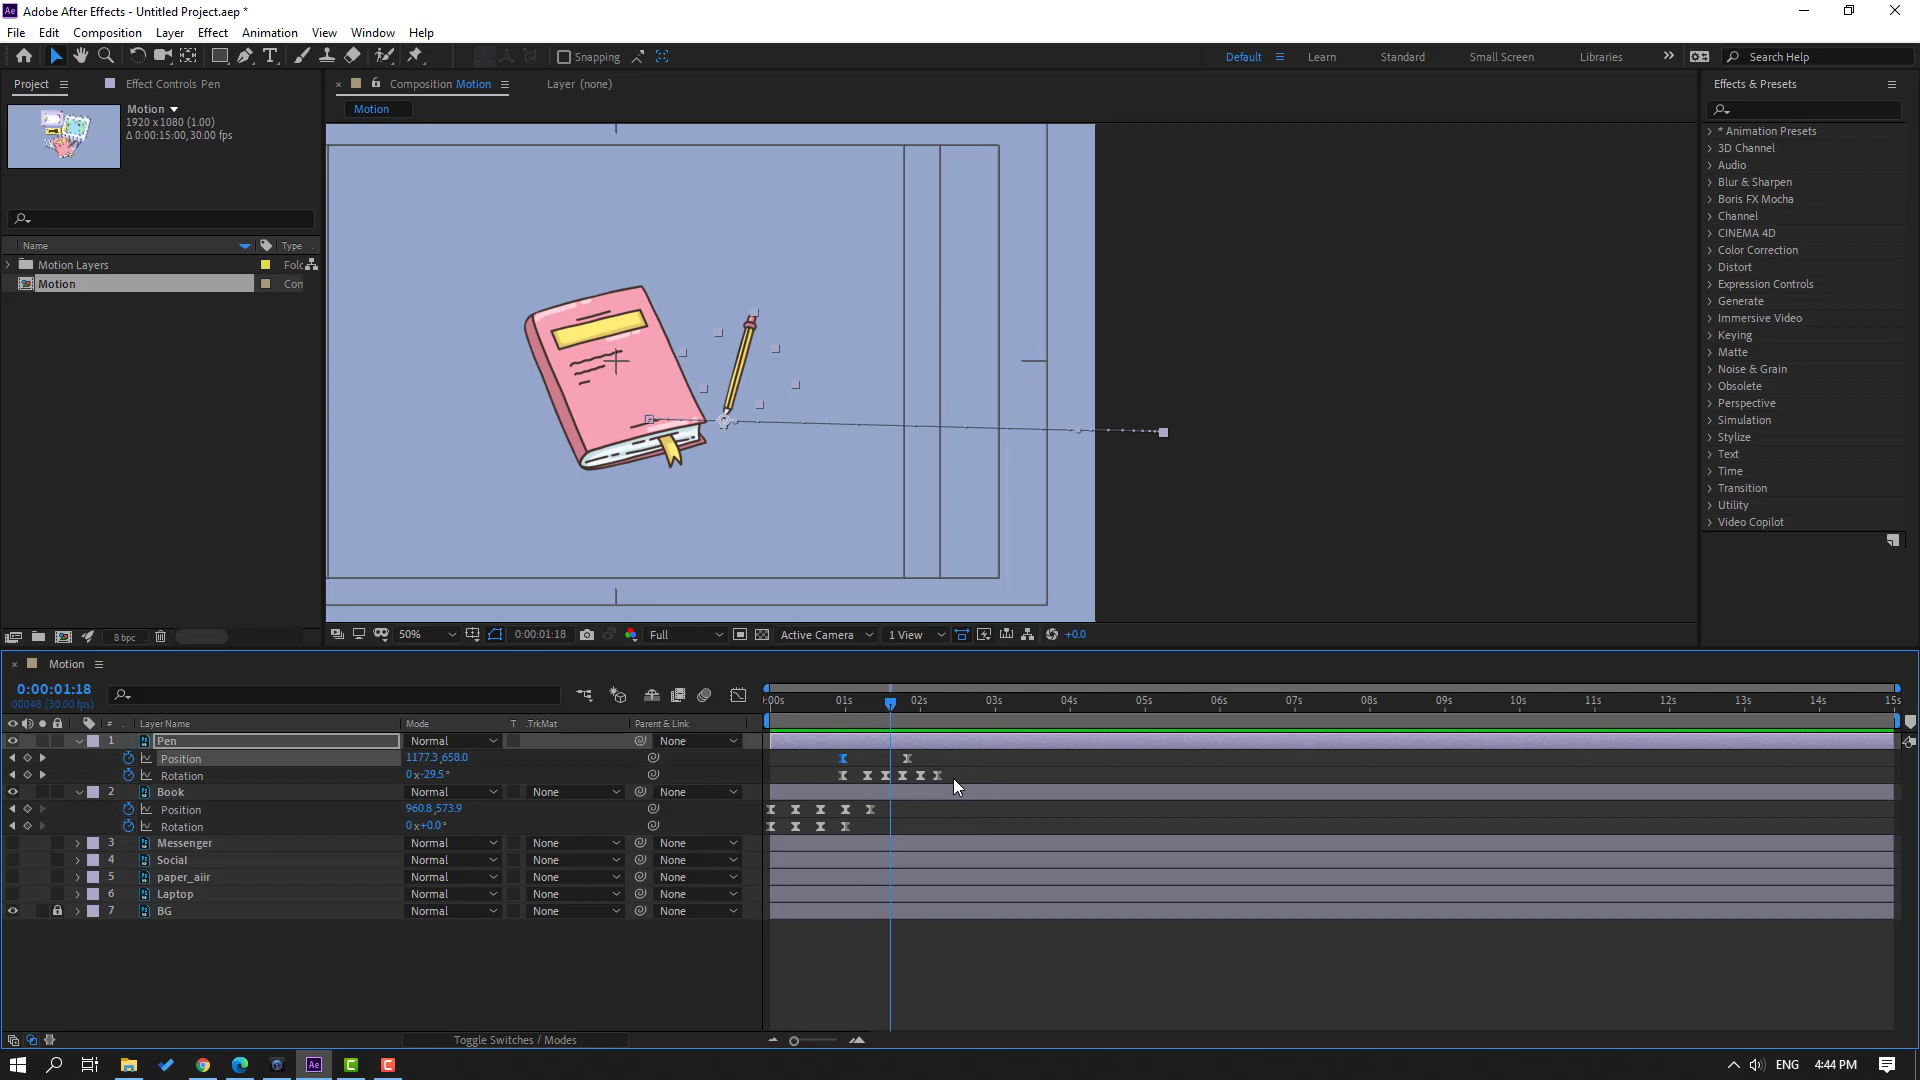 Adobe After Effects - Untitled Project.aep *
File Edit Composition Layer Effect Animation View Window Help
Snapping Default Learn Standard Small Screen Libraries Search Help
Project Effect Controls Pen Composition Motion Layer (none) Effects & Presets
Motion
1920 x 1080 (1.00)
Δ 0:00:15:00, 30.00 fps
Motion
Name Type
Motion Layers
Motion Con
* Animation Presets
3D Channel
Audio
Blur & Sharpen
Boris FX Mocha
Channel
CINEMA 4D
Color Correction
Distort
Expression Controls
Generate
Immersive Video
Keying
Matte
Noise & Grain
Obsolete
Perspective
Simulation
Stylize
Text
Time
Transition
Utility
Video Copilot
8 bpc 50% 0:00:01:18 Full Active Camera 1 View +0.0
Motion
0:00:01:18
00048 (30.00 fps)
:00s 01s 02s 03s 04s 05s 06s 07s 08s 09s 10s 11s 12s 13s 14s 15s
# Layer Name Mode T .TrkMat Parent & Link
1 Pen Normal None
Position 1177.3,658.0
Rotation 0x-29.5°
2 Book Normal None None
Position 960.8,573.9
Rotation 0x+0.0°
3 Messenger Normal None None
4 Social Normal None None
5 paper_aiir Normal None None
6 Laptop Normal None None
7 BG Normal None None
Toggle Switches / Modes
Ae ENG 4:44 PM